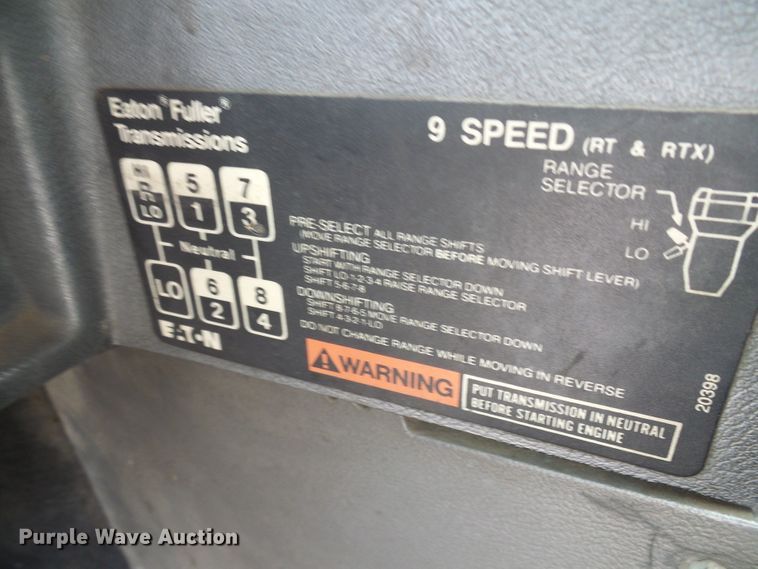 Eaton® Fuller®
Transmissions
9 SPEED (RT & RTX)
RANGE
SELECTOR
HI
LO
HI
R
LO
5
1
7
3
Neutral
LO
6
2
8
4
EATON
PRE-SELECT ALL RANGE SHIFTS
(MOVE RANGE SELECTOR BEFORE MOVING SHIFT LEVER)
UPSHIFTING
START WITH RANGE SELECTOR DOWN
SHIFT LO-1-2-3-4 RAISE RANGE SELECTOR
SHIFT 5-6-7-8
DOWNSHIFTING
SHIFT 8-7-6-5 MOVE RANGE SELECTOR DOWN
SHIFT 4-3-2-1-LO
DO NOT CHANGE RANGE WHILE MOVING IN REVERSE
WARNING
PUT TRANSMISSION IN NEUTRAL
BEFORE STARTING ENGINE
20398
Purple Wave Auction